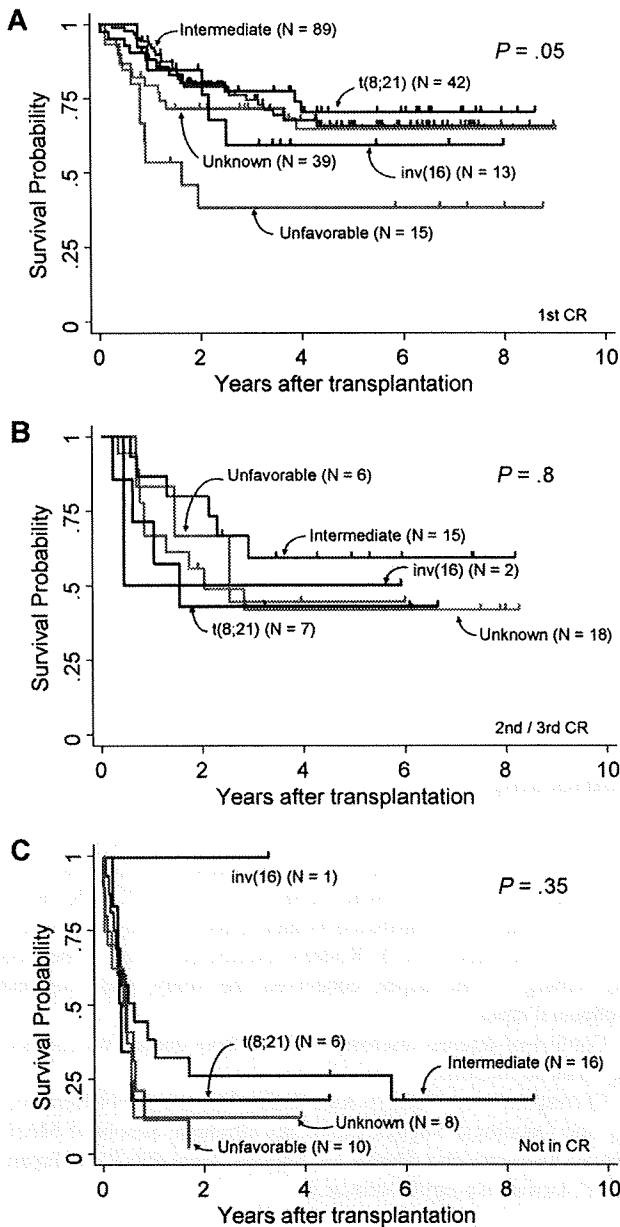 A
1
.75
.5
.25
0
Survival Probability
Intermediate (N = 89)
P = .05
t(8;21) (N = 42)
Unknown (N = 39)
inv(16) (N = 13)
Unfavorable (N = 15)
1st CR
0 2 4 6 8 10
Years after transplantation
B
1
.75
.5
.25
0
Survival Probability
Unfavorable (N = 6)
P = .8
Intermediate (N = 15)
inv(16) (N = 2)
t(8;21) (N = 7)
Unknown (N = 18)
2nd / 3rd CR
0 2 4 6 8 10
Years after transplantation
C
1
.75
.5
.25
0
Survival Probability
inv(16) (N = 1)
P = .35
t(8;21) (N = 6)
Intermediate (N = 16)
Unknown (N = 8)
Unfavorable (N = 10)
Not in CR
0 2 4 6 8 10
Years after transplantation